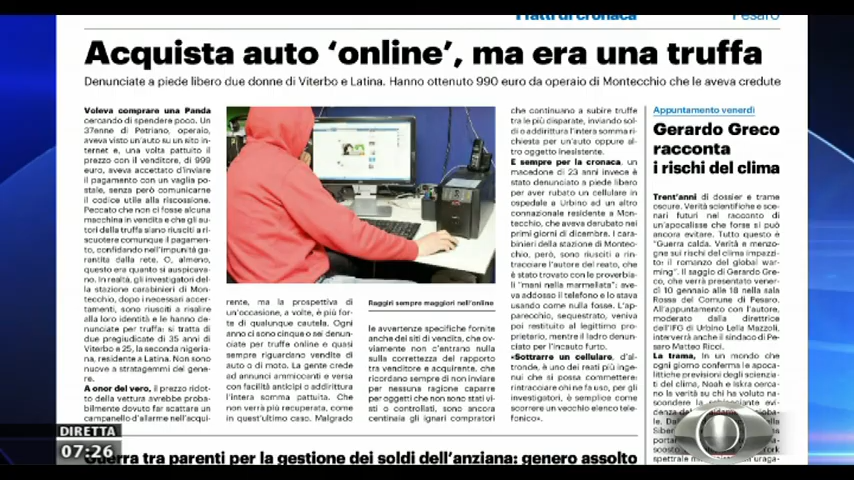 I fatti di cronaca
Pesaro
Acquista auto ‘online’, ma era una truffa
Denunciate a piede libero due donne di Viterbo e Latina. Hanno ottenuto 990 euro da operaio di Montecchio che le aveva credute
Voleva comprare una Panda
cercando di spendere poco. Un
37enne di Petriano, operaio,
aveva visto un'auto su un sito in-
ternet e, una volta pattuito il
prezzo con il venditore, di 999
euro, aveva accettato d'inviare
il pagamento con un vaglia po-
stale, senza però comunicarne
il codice utile alla riscossione.
Peccato che non ci fosse alcuna
macchina in vendita e che gli au-
tori della truffa siano riusciti a ri-
scuotere comunque il pagamen-
to, confidando nell'impunità ga-
rantita dalla rete. O, almeno,
questo era quanto si auspicava-
no. In realtà, gli investigatori del-
la stazione carabinieri di Mon-
tecchio, dopo i necessari accer-
tamenti, sono riusciti a risalire
alla loro identità e le hanno de-
nunciate per truffa: si tratta di
due pregiudicate di 35 anni di
Viterbo e 25, la seconda nigeria-
na, residente a Latina. Non sono
nuove a stratagemmi del gene-
re.
A onor del vero, il prezzo ridot-
to della vettura avrebbe probabil-
mente dovuto far scattare un
campanello d'allarme nell'acqui-
rente, ma la prospettiva di
un'occasione, a volte, è più for-
te di qualunque cautela. Ogni
anno ci sono cinque o sei denun-
ciate per truffe online e quasi
sempre riguardano vendite di
auto o di moto. La gente crede
ad annunci ammiccenti e versa
con facilità anticipi o addirittura
l'intera somma pattuita. Che
non verrà più recuperata, come
in quest'ultimo caso. Malgrado
Raggiri sempre maggiori nell'online
le avvertenze specifiche fornite
anche dei siti di vendita, che ov-
viamente non c'entrano nulla
sulla correttezza del rapporto
tra venditore e acquirente, che
ricordano sempre di non inviare
per nessuna ragione caparre
per oggetti che non sono stati vi-
sti o controllati, sono ancora
centinaia gli ignari compratori
che continuano a subire truffe
tra le più disparate, inviando sol-
di o addirittura l'intera somma ri-
chiesta per un'auto oppure al-
tro oggetto inesistente.
E sempre per la cronaca, un
macedone di 23 anni invece è
stato denunciato a piede libero
per aver rubato un cellulare in
ospedale a Urbino ad un altro
connazionale residente a Mon-
tecchio, che aveva derubato nei
primi giorni di dicembre. I cara-
binieri della stazione di Montec-
chio, però, sono riusciti a rin-
tracciare l'autore del reato, che
è stato trovato con le proverbia-
li "mani nella marmellata": ave-
va addosso il telefono e lo stava
usando come nulla fosse. L'ap-
parecchio, sequestrato, veniva
poi restituito al legittimo pro-
prietario, mentre il ladro denun-
ciato per l'incauto furto.
«Sottrarre un cellulare, d'al-
tronde, è uno dei reati più inge-
nui che si possa commettere:
rintracciare ohi ne fa uso, per gli
investigatori, è semplice come
scorrere un vecchio elenco tele-
fonico».
Appuntamento venerdì
Gerardo Greco
racconta
i rischi del clima
Trent'anni di dossier e trame
oscure. Verità scientifiche e sce-
nari futuri nel racconto di
un'apocalisse che forse si può
ancora evitare. Tutto questo è
"Guerra calda. Verità e menzo-
gne sui rischi del clima impazzi-
to il romanzo del global war-
ming". Il saggio di Gerardo Gre-
co, che verrà presentato vener-
dì 10 gennaio alle 18 nella sala
Rossa del Comune di Pesaro.
All'appuntamento con l'autore,
moderato dalla direttrice
dell'IFG di Urbino Lella Mazzoli,
interverrà anche il sindaco di Pe-
saro Matteo Ricci.
La trama, In un mondo che
ogni giorno conferma le apoca-
littiche previsioni degli scienzia-
ti del clima, Noah e Iskra cerca-
no la verità su chi ha voluto na-
scondere la
denza
le. Da
Siber
portar
scosto
spettrale
DIRETTA
07:26
Guerra tra parenti per la gestione dei soldi dell'anziana: genero assolto